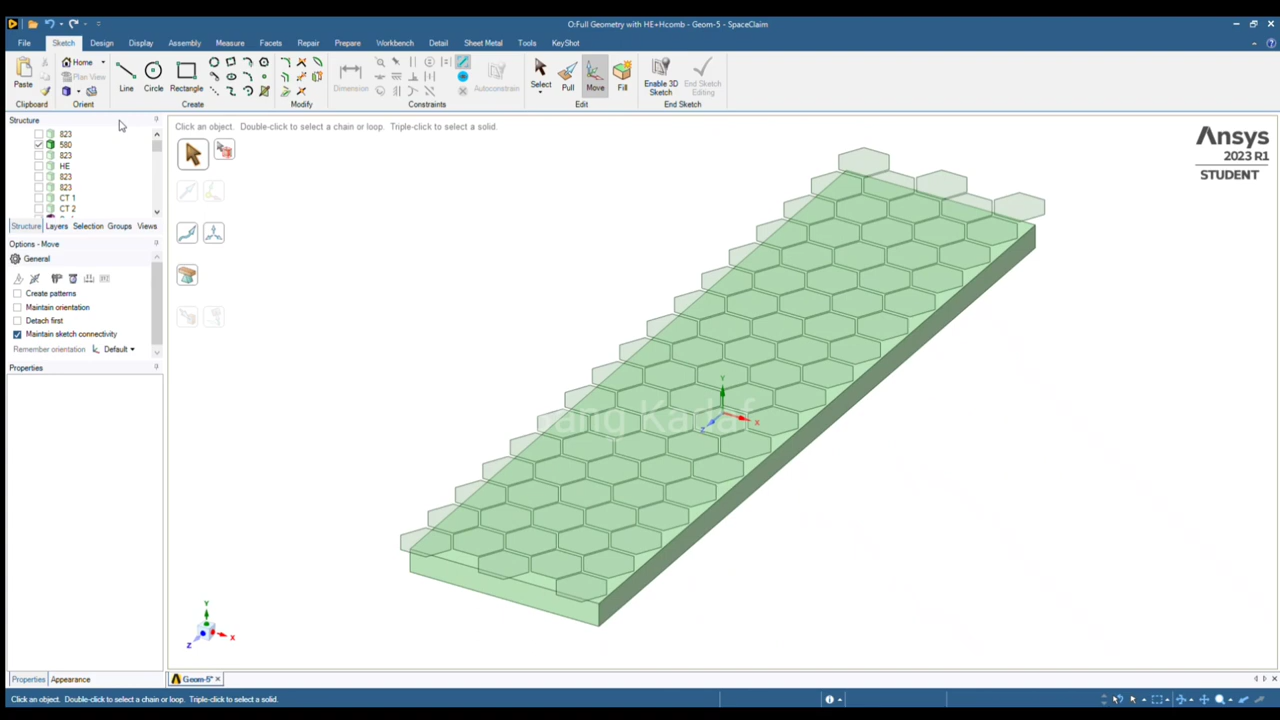 O:Full Geometry with HE+Hcomb - Geom-5 - SpaceClaim
File
Sketch
Design
Display
Assembly
Measure
Facets
Repair
Prepare
Workbench
Detail
Sheet Metal
Tools
KeyShot
Paste
Home
Plan View
Line
Circle
Rectangle
Dimension
Autoconstrain
Select
Pull
Move
Fill
Enable 3D Sketch
End Sketch Editing
Clipboard
Orient
Create
Modify
Constraints
Edit
End Sketch
Structure
823
580
823
HE
823
823
CT 1
CT 2
Structure
Layers
Selection
Groups
Views
Options - Move
General
Create patterns
Maintain orientation
Detach first
Maintain sketch connectivity
Remember orientation
Default
Properties
Click an object. Double-click to select a chain or loop. Triple-click to select a solid.
Ansys
2023 R1
STUDENT
Y
X
Z
ang Kadaf
Y
X
Z
Properties
Appearance
Geom-5*
Click an object. Double-click to select a chain or loop. Triple-click to select a solid.